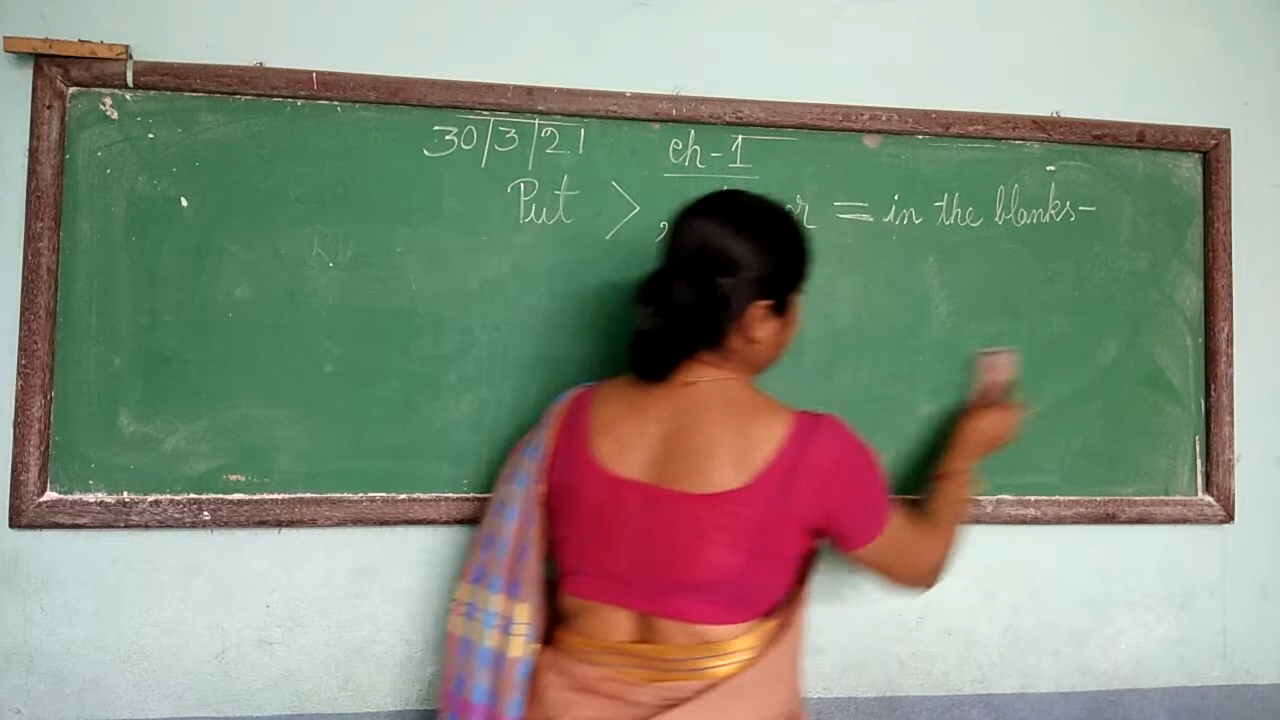 30/3/21 ch-1
Put > , = in the blanks-